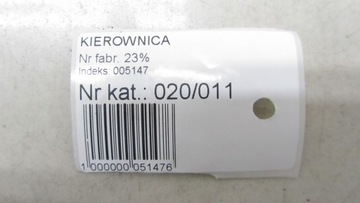 KIEROWNICA
Nr fabr. 23%
Indeks: 005147
Nr kat.: 020/011
1 000000 051476